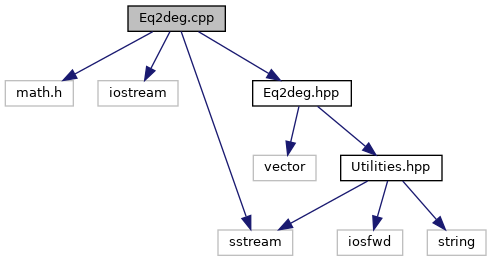 Eq2deg.cpp
math.h
iostream
Eq2deg.hpp
vector
Utilities.hpp
sstream
iosfwd
string